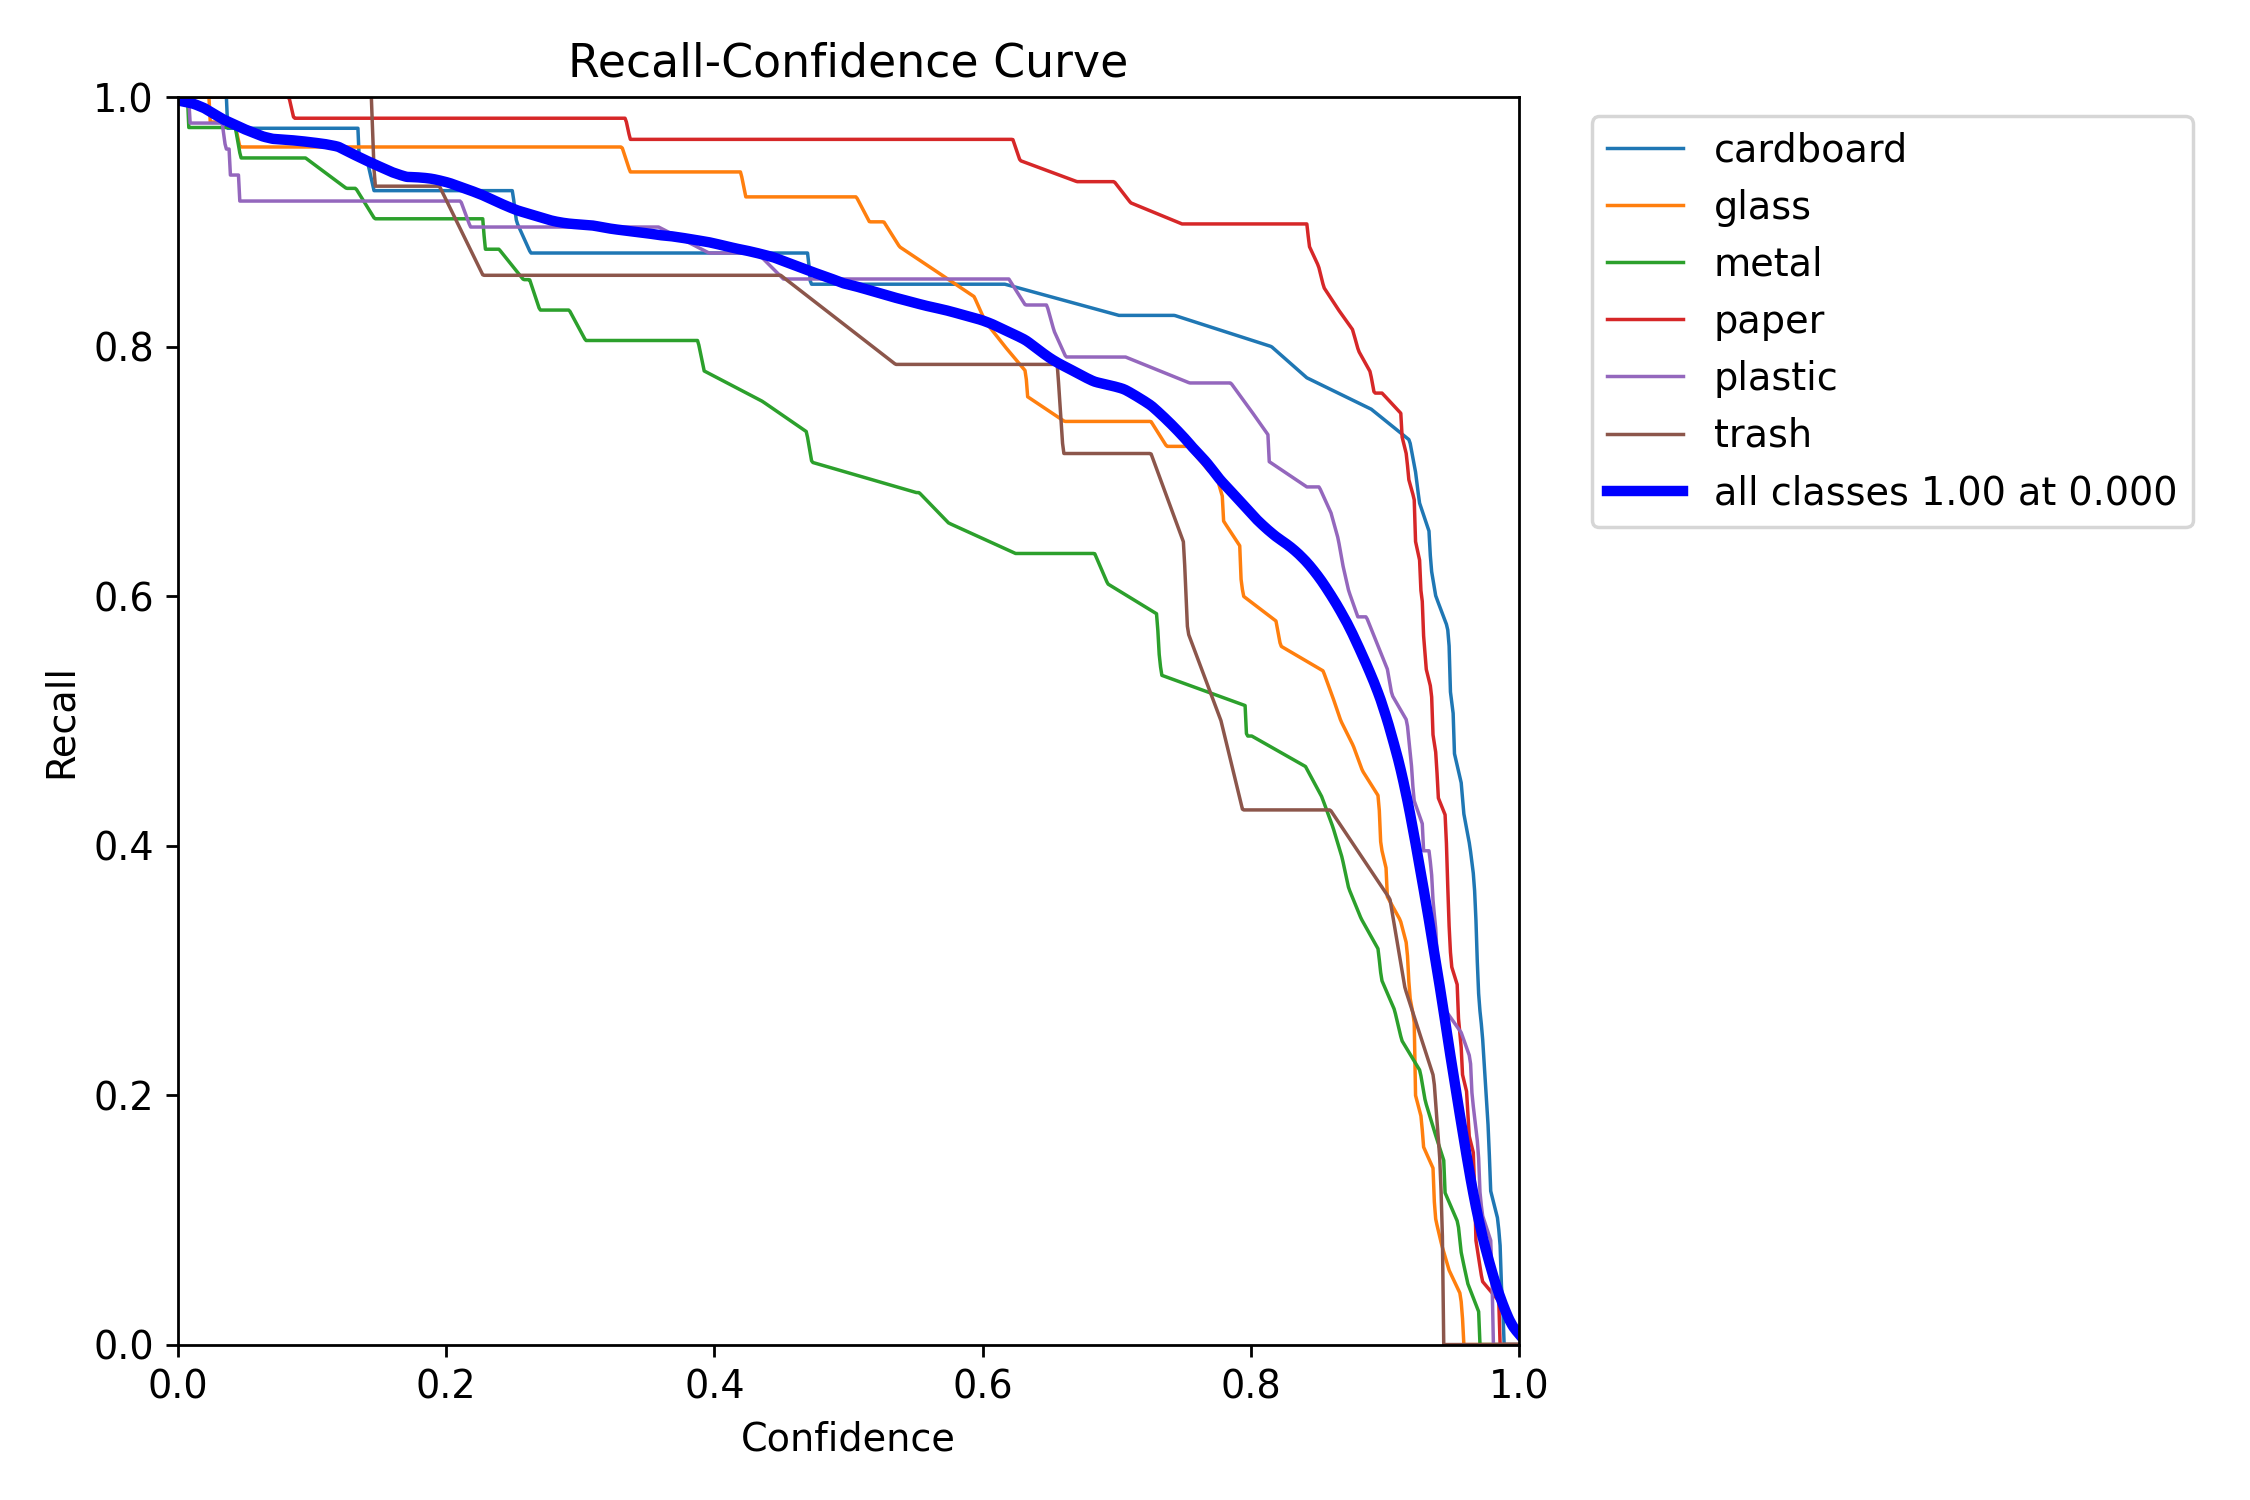 Recall-Confidence Curve
1.0
0.8
0.6
0.4
0.2
0.0
Recall
0.0 0.2 0.4 0.6 0.8 1.0
Confidence
cardboard
glass
metal
paper
plastic
trash
all classes 1.00 at 0.000